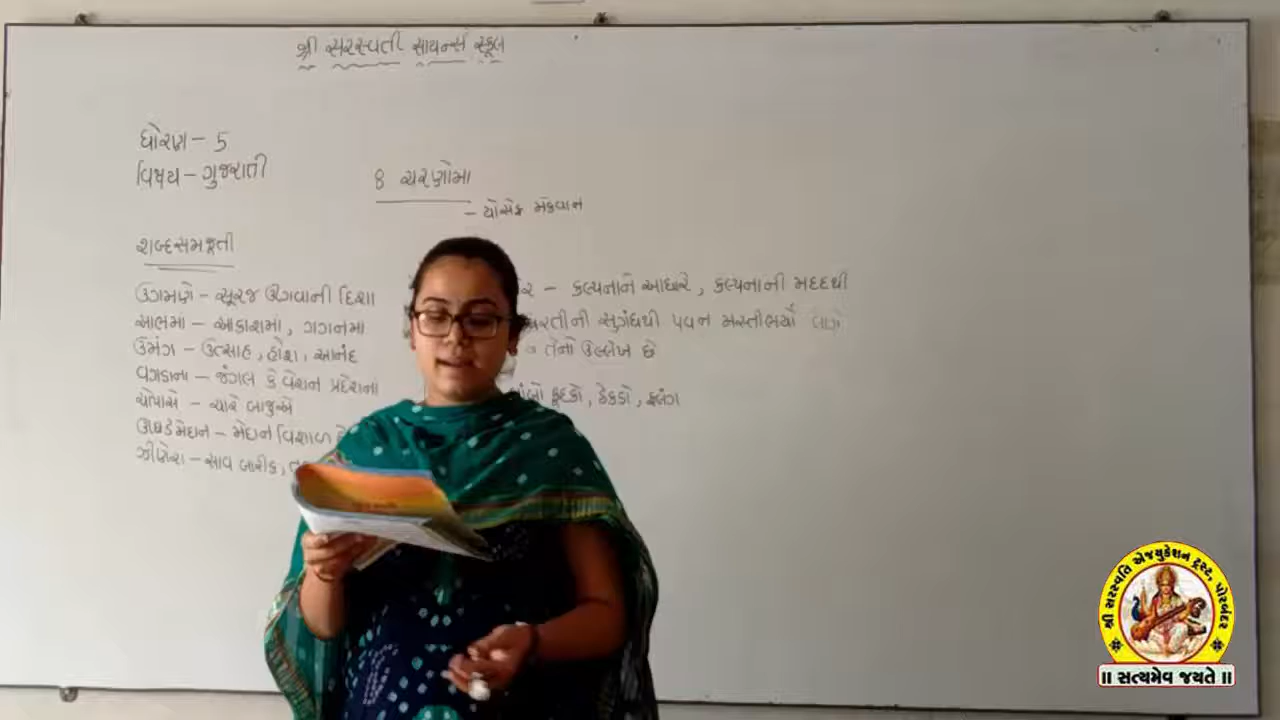 શ્રી સરસ્વતી સાયન્સ સ્કૂલ
ધોરણ - 5
વિષય - ગુજરાતી
8 ચરણોમાં
- યોસેફ મેકવાન
શબ્દસમજૂતી
ઉગમણે - સૂરજ ઊગવાની દિશા
આભમાં - આકાશમાં, ગગનમાં
ઉમંગ - ઉત્સાહ, હોંશ, આનંદ
વગડાના - જંગલ કે વેરાન પ્રદેશના
ચોપાસે - ચારે બાજુએ
ઊઘડે મેદાન - મેદાન વિશાળ
ઝીણેરા - સાવ બારીક,
- કલ્પનાને આધારે, કલ્પનાની મદદથી
ધરતીની સુગંધથી પવન મસ્તીભર્યો લાગે
તેનો ઉલ્લેખ છે
કૂદકો, ઠેકડો, છલાંગ
શ્રી સરસ્વતિ એજ્યુકેશન ટ્રસ્ટ, પોરબંદર
॥ સત્યમેવ જયતે ॥